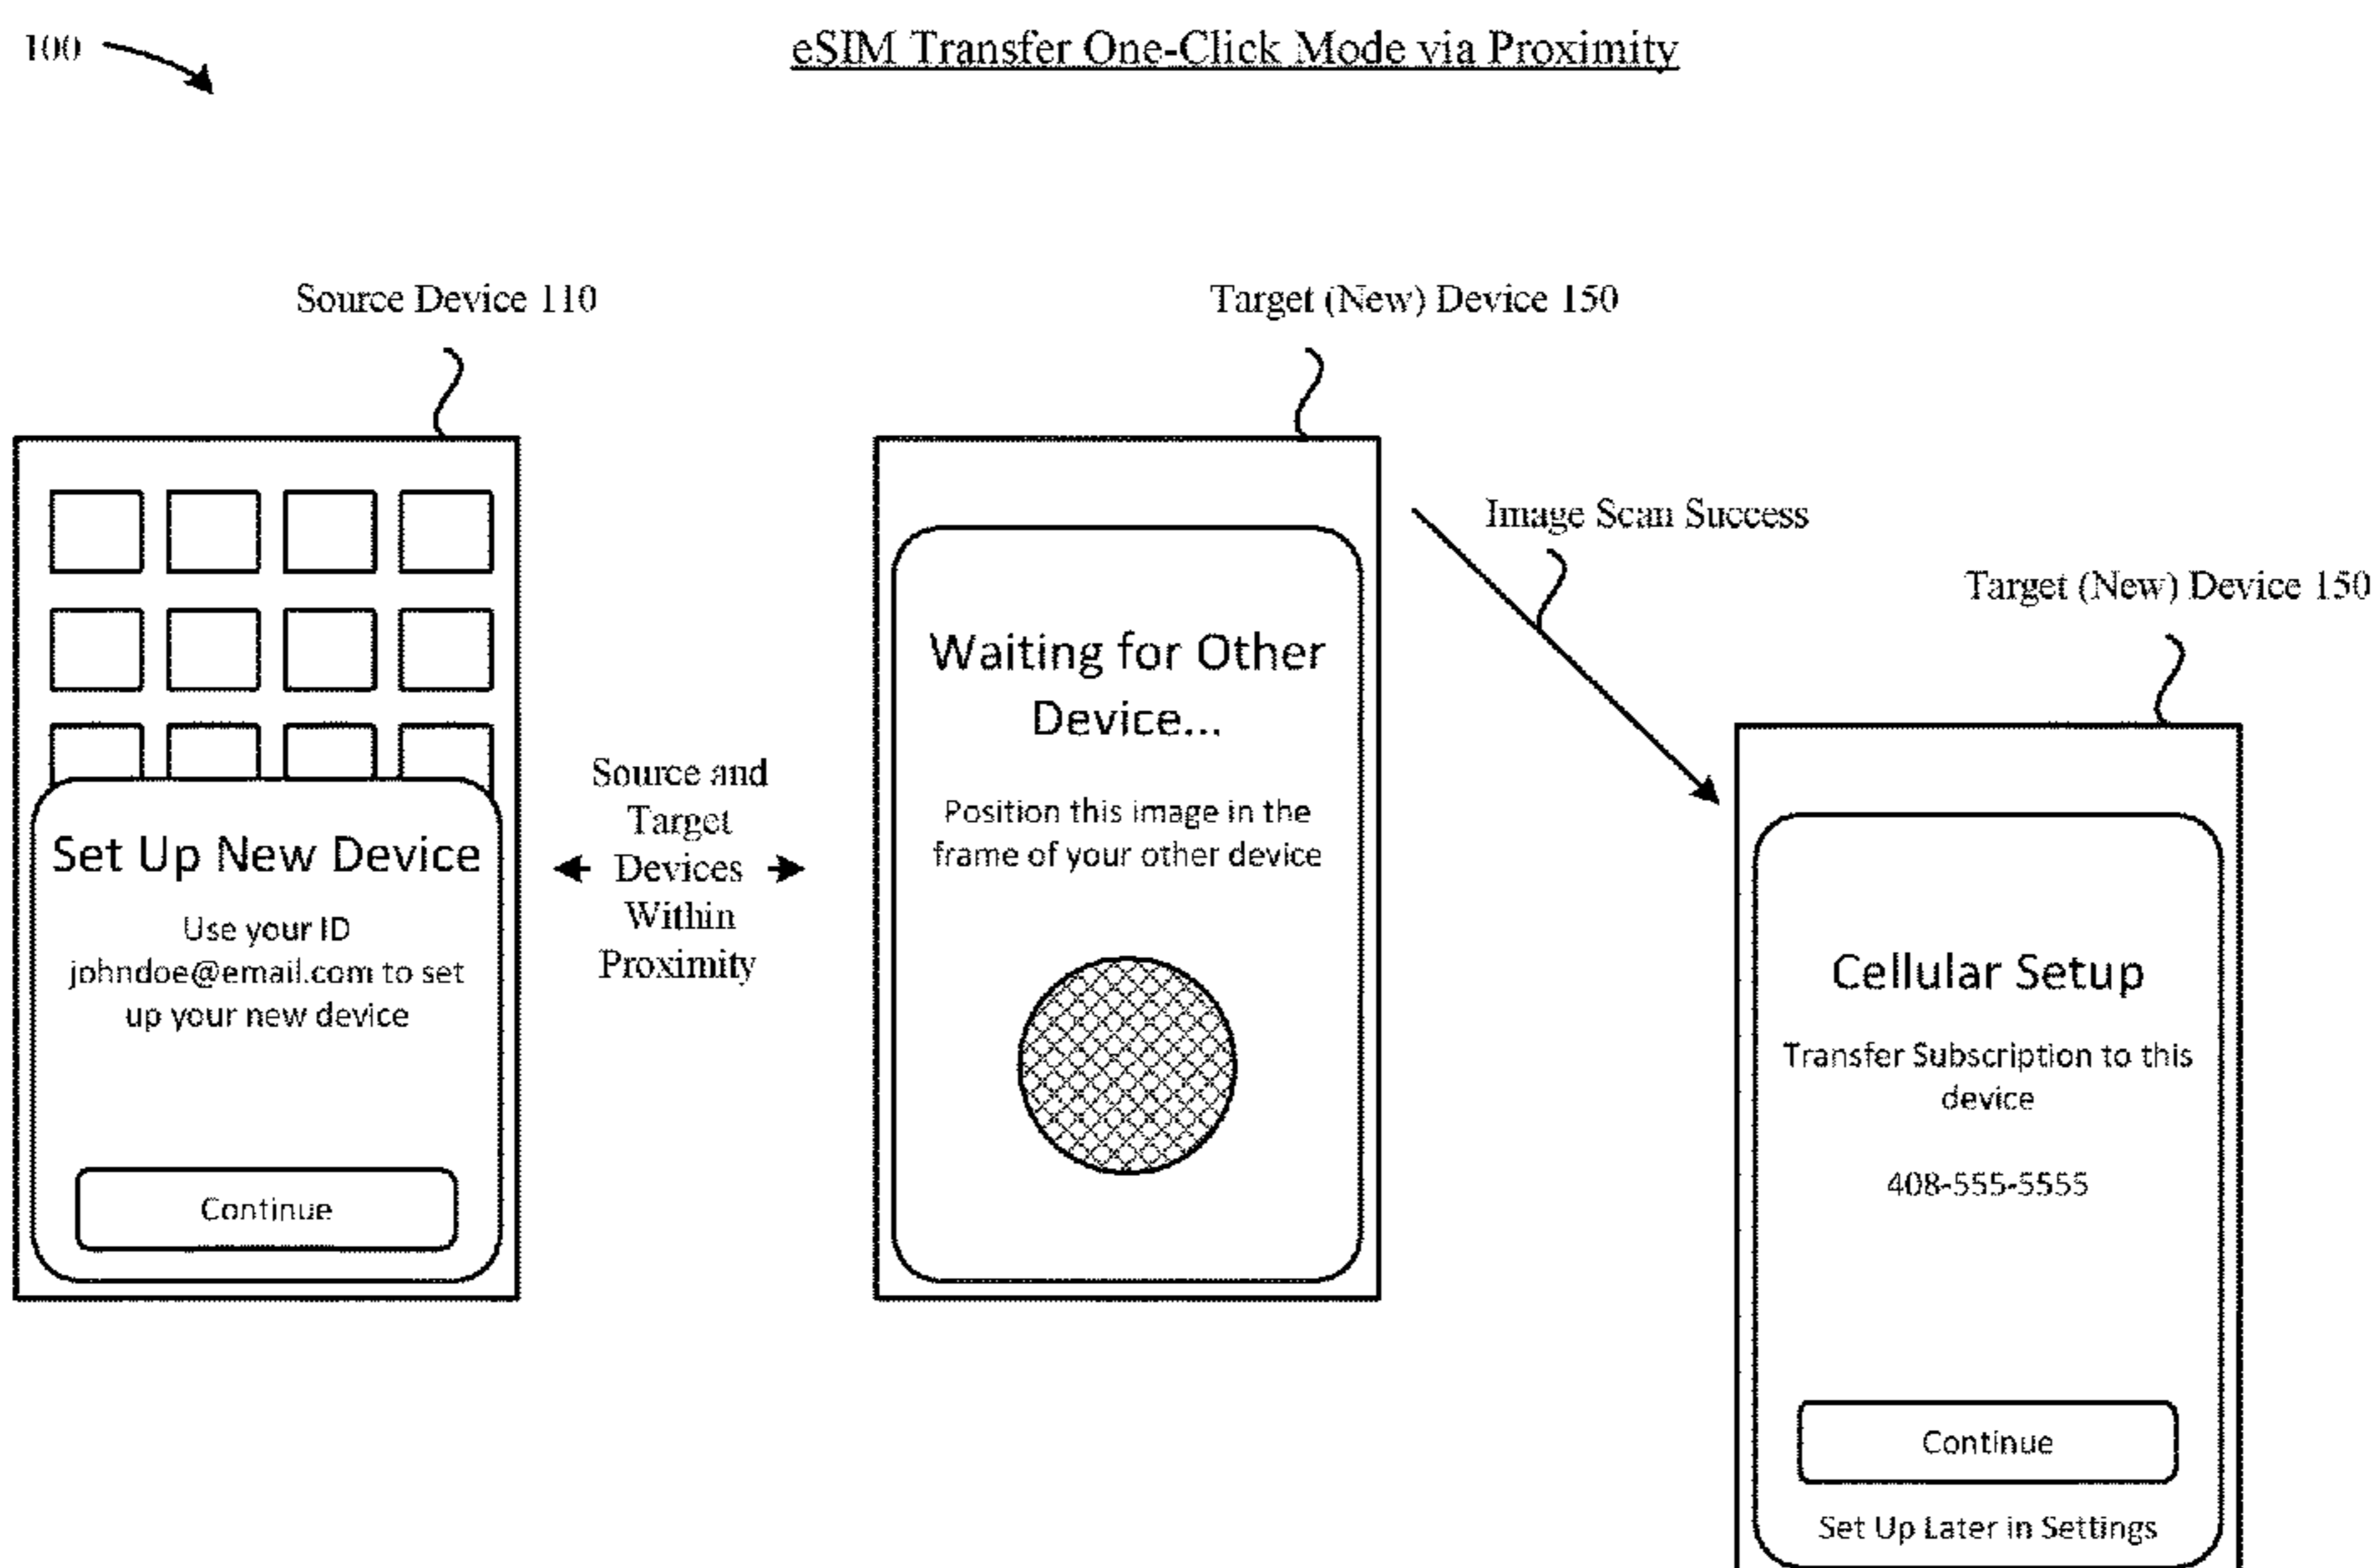 100
eSIM Transfer One-Click Mode via Proximity
Source Device 110
Target (New) Device 150
Image Scan Success
Target (New) Device 150
Set Up New Device
Use your ID
johndoe@email.com to set
up your new device
Continue
Source and
Target
Devices
Within
Proximity
Waiting for Other
Device...
Position this image in the
frame of your other device
Cellular Setup
Transfer Subscription to this
device
408-555-5555
Continue
Set Up Later in Settings